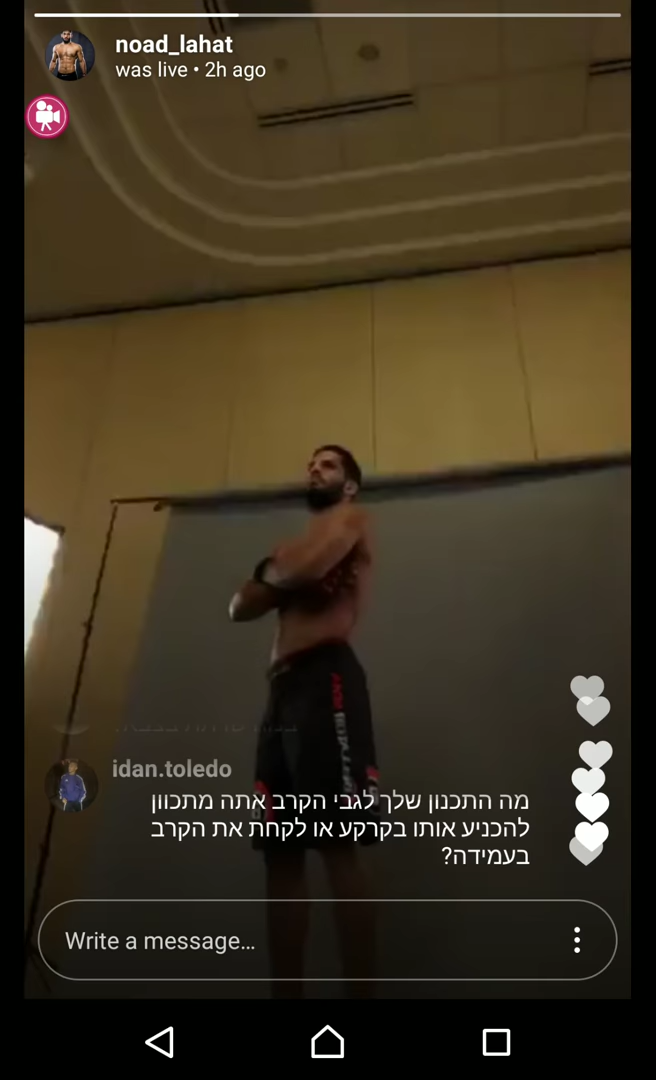 noad_lahat
was live • 2h ago
idan.toledo
מה התכנון שלך לגבי הקרב אתה מתכוון
להכניע אותו בקרקע או לקחת את הקרב
בעמידה?
Write a message...